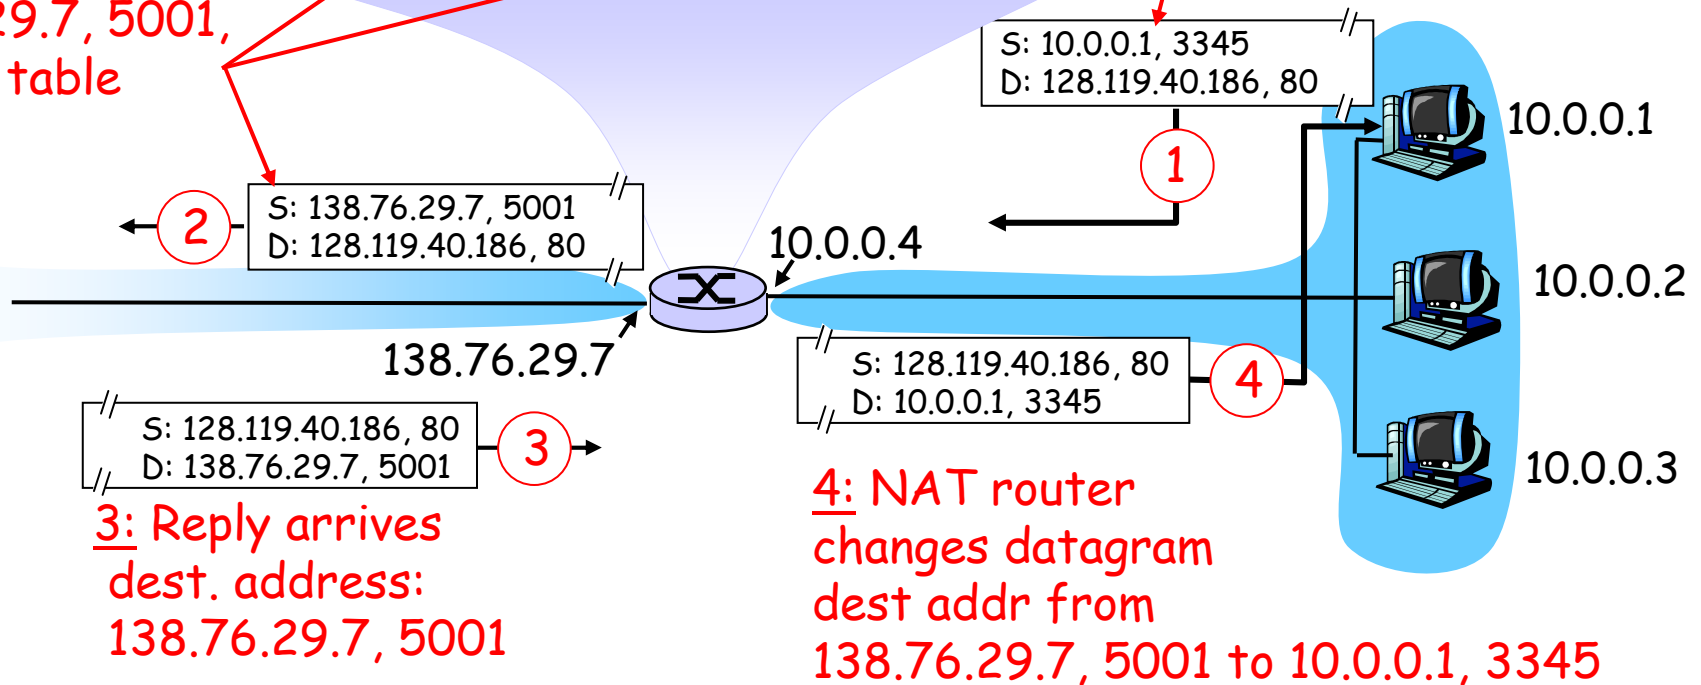 29.7, 5001,
table
S: 10.0.0.1, 3345
D: 128.119.40.186, 80
10.0.0.1
1
2
S: 138.76.29.7, 5001
D: 128.119.40.186, 80
10.0.0.4
10.0.0.2
138.76.29.7
S: 128.119.40.186, 80
D: 10.0.0.1, 3345
4
S: 128.119.40.186, 80
D: 138.76.29.7, 5001
3
10.0.0.3
3: Reply arrives
dest. address:
138.76.29.7, 5001
4: NAT router
changes datagram
dest addr from
138.76.29.7, 5001 to 10.0.0.1, 3345